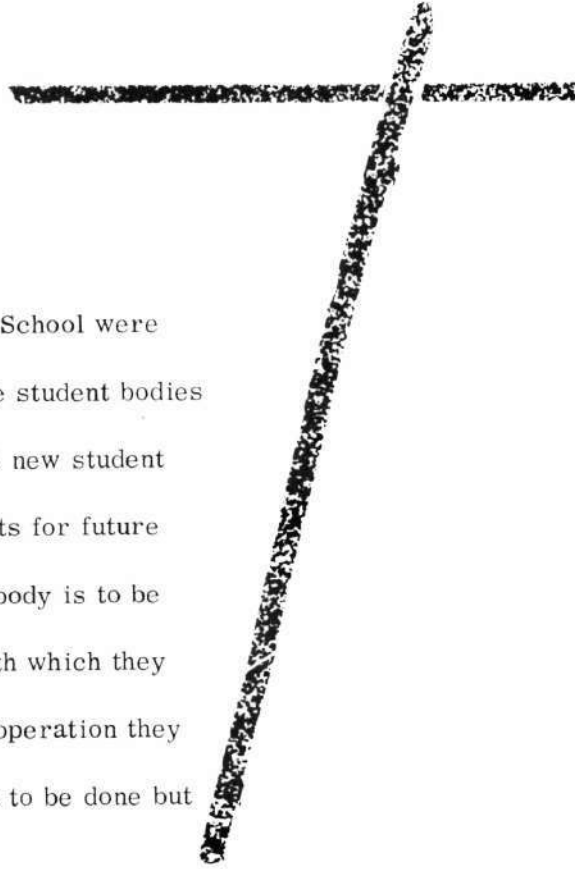 School were
student bodies
new student
for future
body is to be
which they
operation they
to be done but